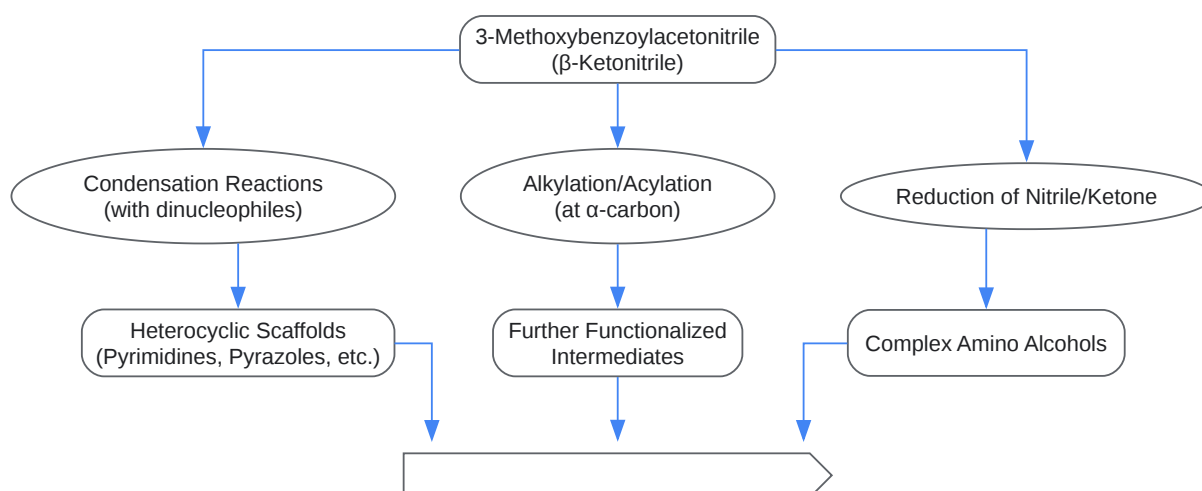 3-Methoxybenzoylacetonitrile
(β-Ketonitrile)
Condensation Reactions
(with dinucleophiles)
Alkylation/Acylation
(at α-carbon)
Reduction of Nitrile/Ketone
Heterocyclic Scaffolds
(Pyrimidines, Pyrazoles, etc.)
Further Functionalized
Intermediates
Complex Amino Alcohols